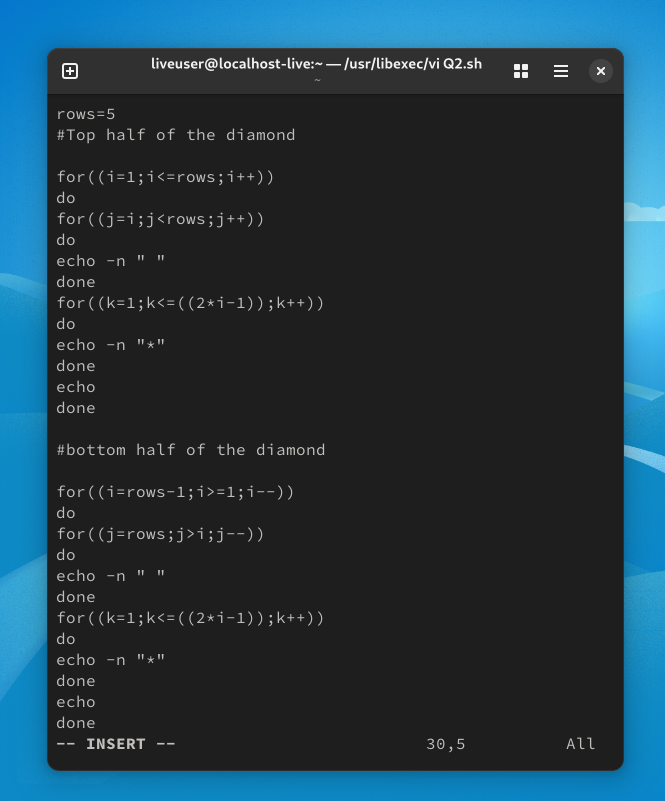 liveuser@localhost-live:~ — /usr/libexec/vi Q2.sh
~
rows=5
#Top half of the diamond
for((i=1;i<=rows;i++))
do
for((j=i;j<rows;j++))
do
echo -n " "
done
for((k=1;k<=((2*i-1));k++))
do
echo -n "*"
done
echo
done
#bottom half of the diamond
for((i=rows-1;i>=1;i--))
do
for((j=rows;j>i;j--))
do
echo -n " "
done
for((k=1;k<=((2*i-1));k++))
do
echo -n "*"
done
echo
done
-- INSERT -- 30,5 All